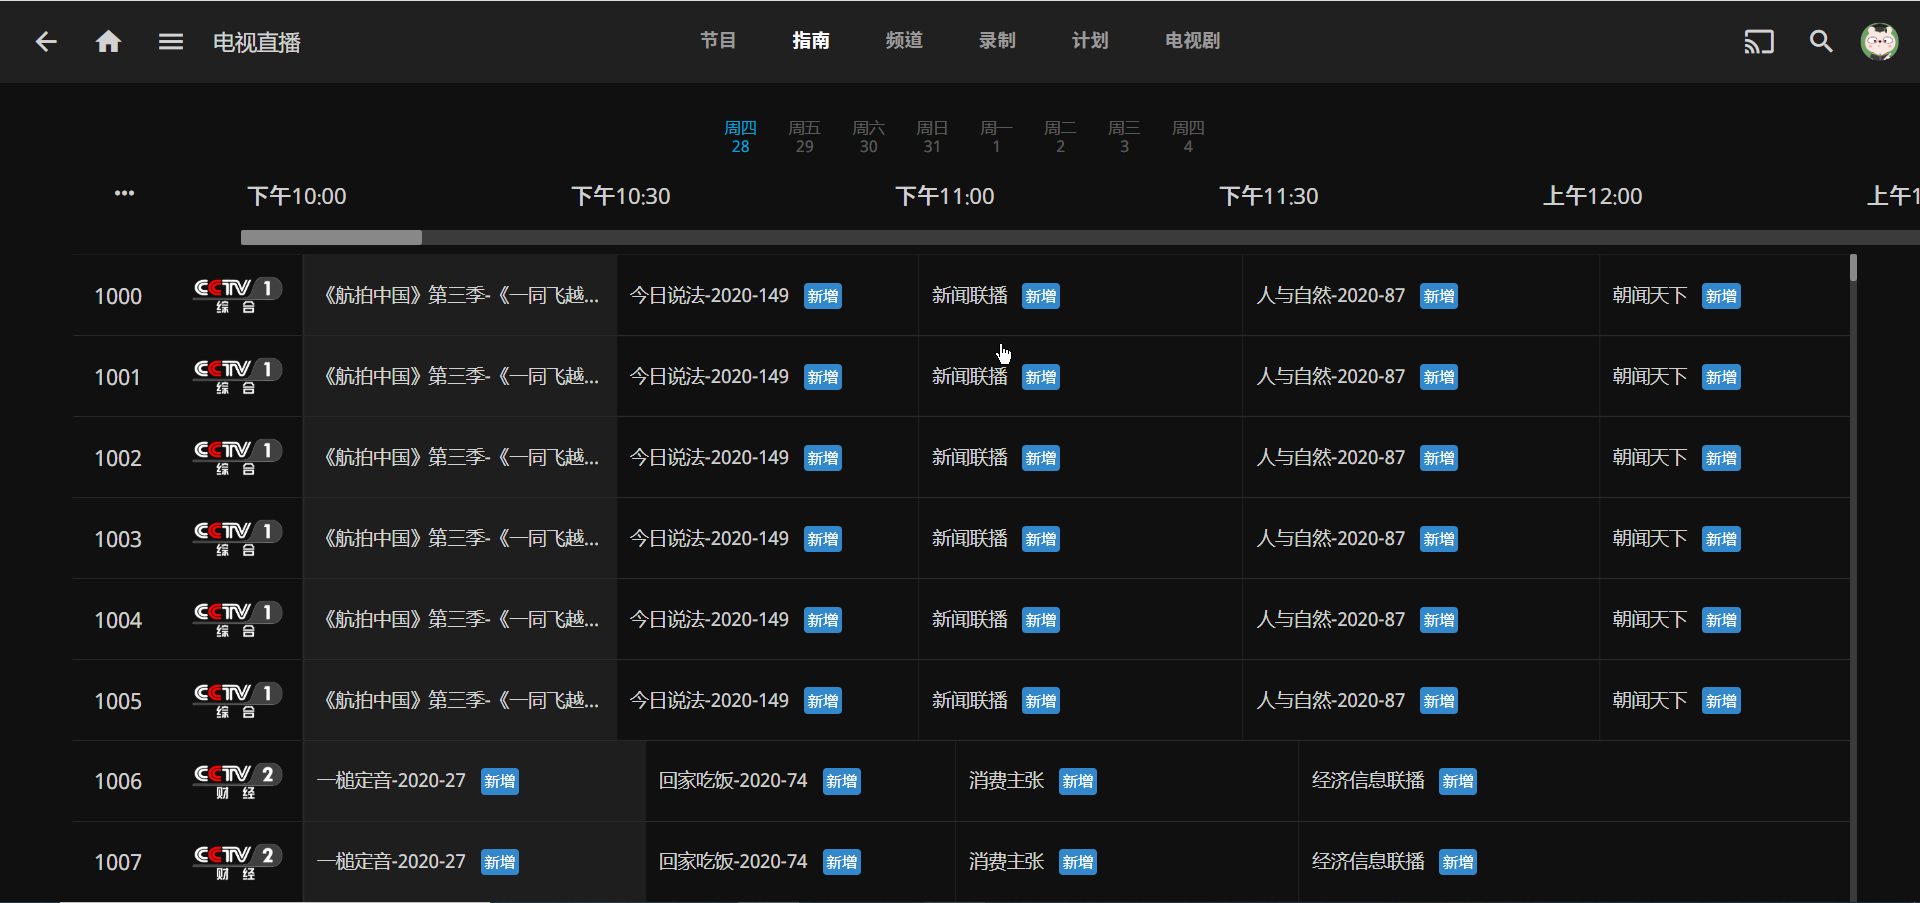 电视直播 节目 指南 频道 录制 计划 电视剧
周四 周五 周六 周日 周一 周二 周三 周四
28 29 30 31 1 2 3 4
下午10:00 下午10:30 下午11:00 下午11:30 上午12:00 上午1
1000 CCTV 1 综合 《航拍中国》第三季-《一同飞越... 今日说法-2020-149 新增 新闻联播 新增 人与自然-2020-87 新增 朝闻天下 新增
1001 CCTV 1 综合 《航拍中国》第三季-《一同飞越... 今日说法-2020-149 新增 新闻联播 新增 人与自然-2020-87 新增 朝闻天下 新增
1002 CCTV 1 综合 《航拍中国》第三季-《一同飞越... 今日说法-2020-149 新增 新闻联播 新增 人与自然-2020-87 新增 朝闻天下 新增
1003 CCTV 1 综合 《航拍中国》第三季-《一同飞越... 今日说法-2020-149 新增 新闻联播 新增 人与自然-2020-87 新增 朝闻天下 新增
1004 CCTV 1 综合 《航拍中国》第三季-《一同飞越... 今日说法-2020-149 新增 新闻联播 新增 人与自然-2020-87 新增 朝闻天下 新增
1005 CCTV 1 综合 《航拍中国》第三季-《一同飞越... 今日说法-2020-149 新增 新闻联播 新增 人与自然-2020-87 新增 朝闻天下 新增
1006 CCTV 2 财经 一槌定音-2020-27 新增 回家吃饭-2020-74 新增 消费主张 新增 经济信息联播 新增
1007 CCTV 2 财经 一槌定音-2020-27 新增 回家吃饭-2020-74 新增 消费主张 新增 经济信息联播 新增